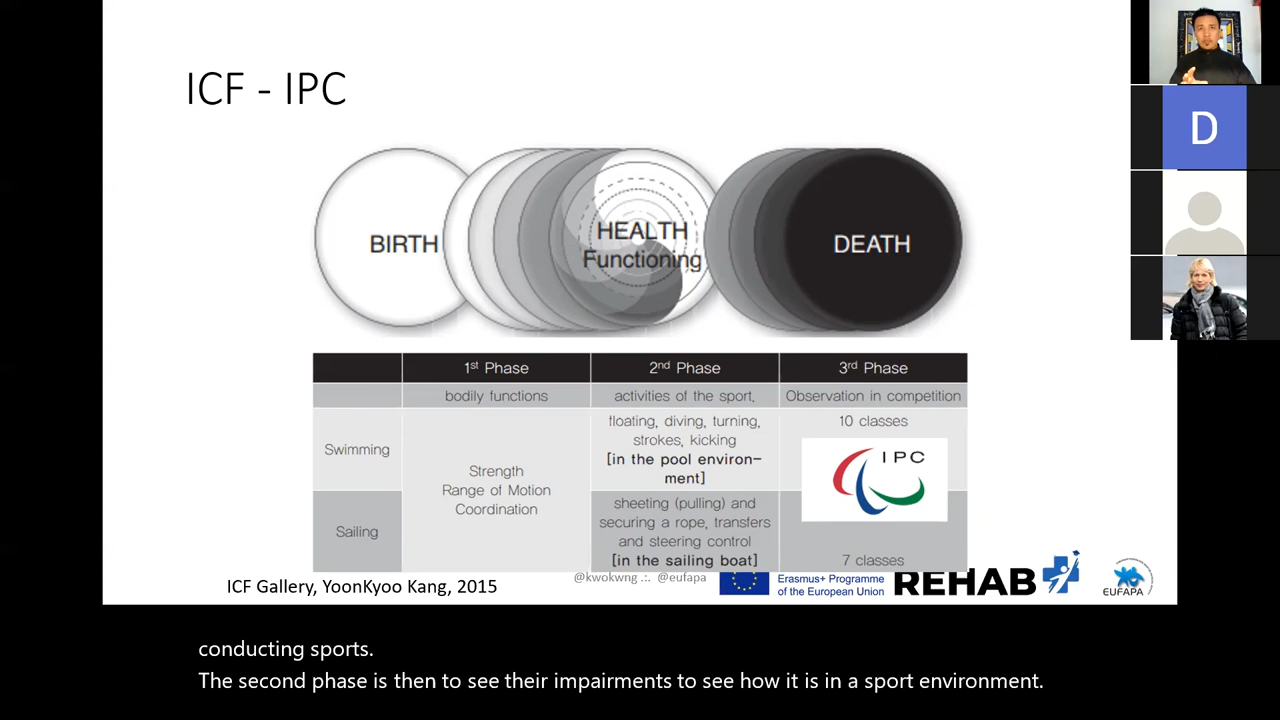 ICF - IPC
BIRTH
HEALTH
Functioning
DEATH
1st Phase
2nd Phase
3rd Phase
bodily functions
activities of the sport,
Observation in competition
Swimming
Strength
Range of Motion
Coordination
floating, diving, turning,
strokes, kicking
[in the pool environ-
ment]
10 classes
IPC
Sailing
sheeting (pulling) and
securing a rope, transfers
and steering control
[in the sailing boat]
7 classes
ICF Gallery, YoonKyoo Kang, 2015
@kwokwng .:. @eufapa
Erasmus+ Programme
of the European Union
REHAB
EUFAPA
D
conducting sports.
The second phase is then to see their impairments to see how it is in a sport environment.